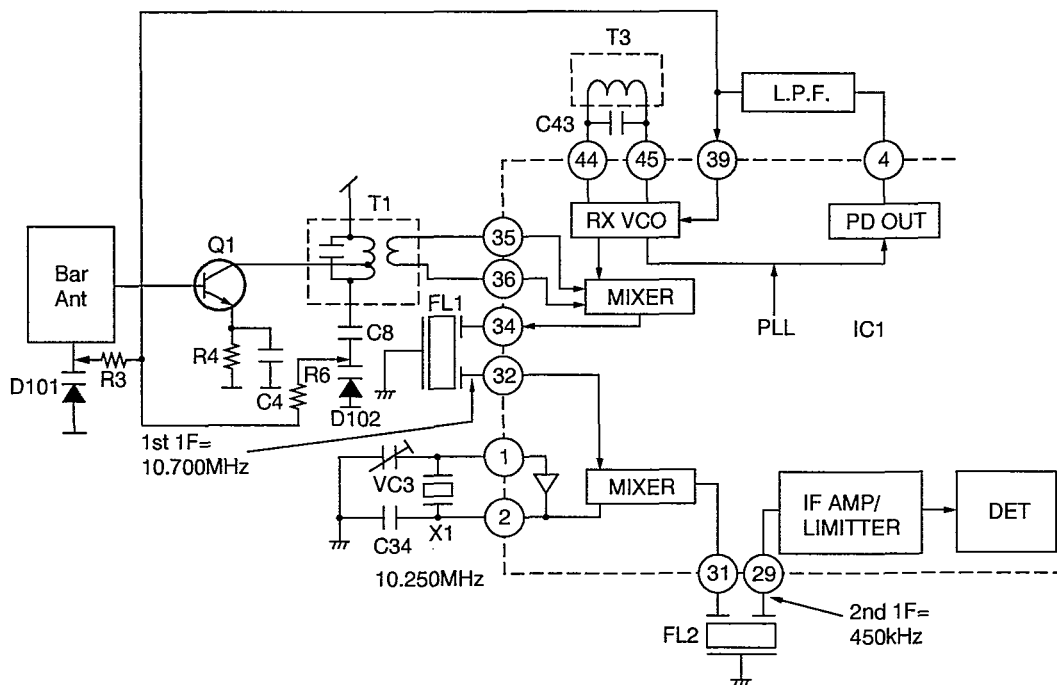 T3
L.P.F.
C43
44
45
39
4
T1
RX VCO
PD OUT
Q1
35
Bar
Ant
36
MIXER
FL1
34
PLL
IC1
C8
R4
R6
32
R3
D101
C4
D102
1st 1F=
10.700MHz
1
VC3
MIXER
IF AMP/
LIMITTER
DET
2
C34
X1
10.250MHz
31
29
2nd 1F=
450kHz
FL2